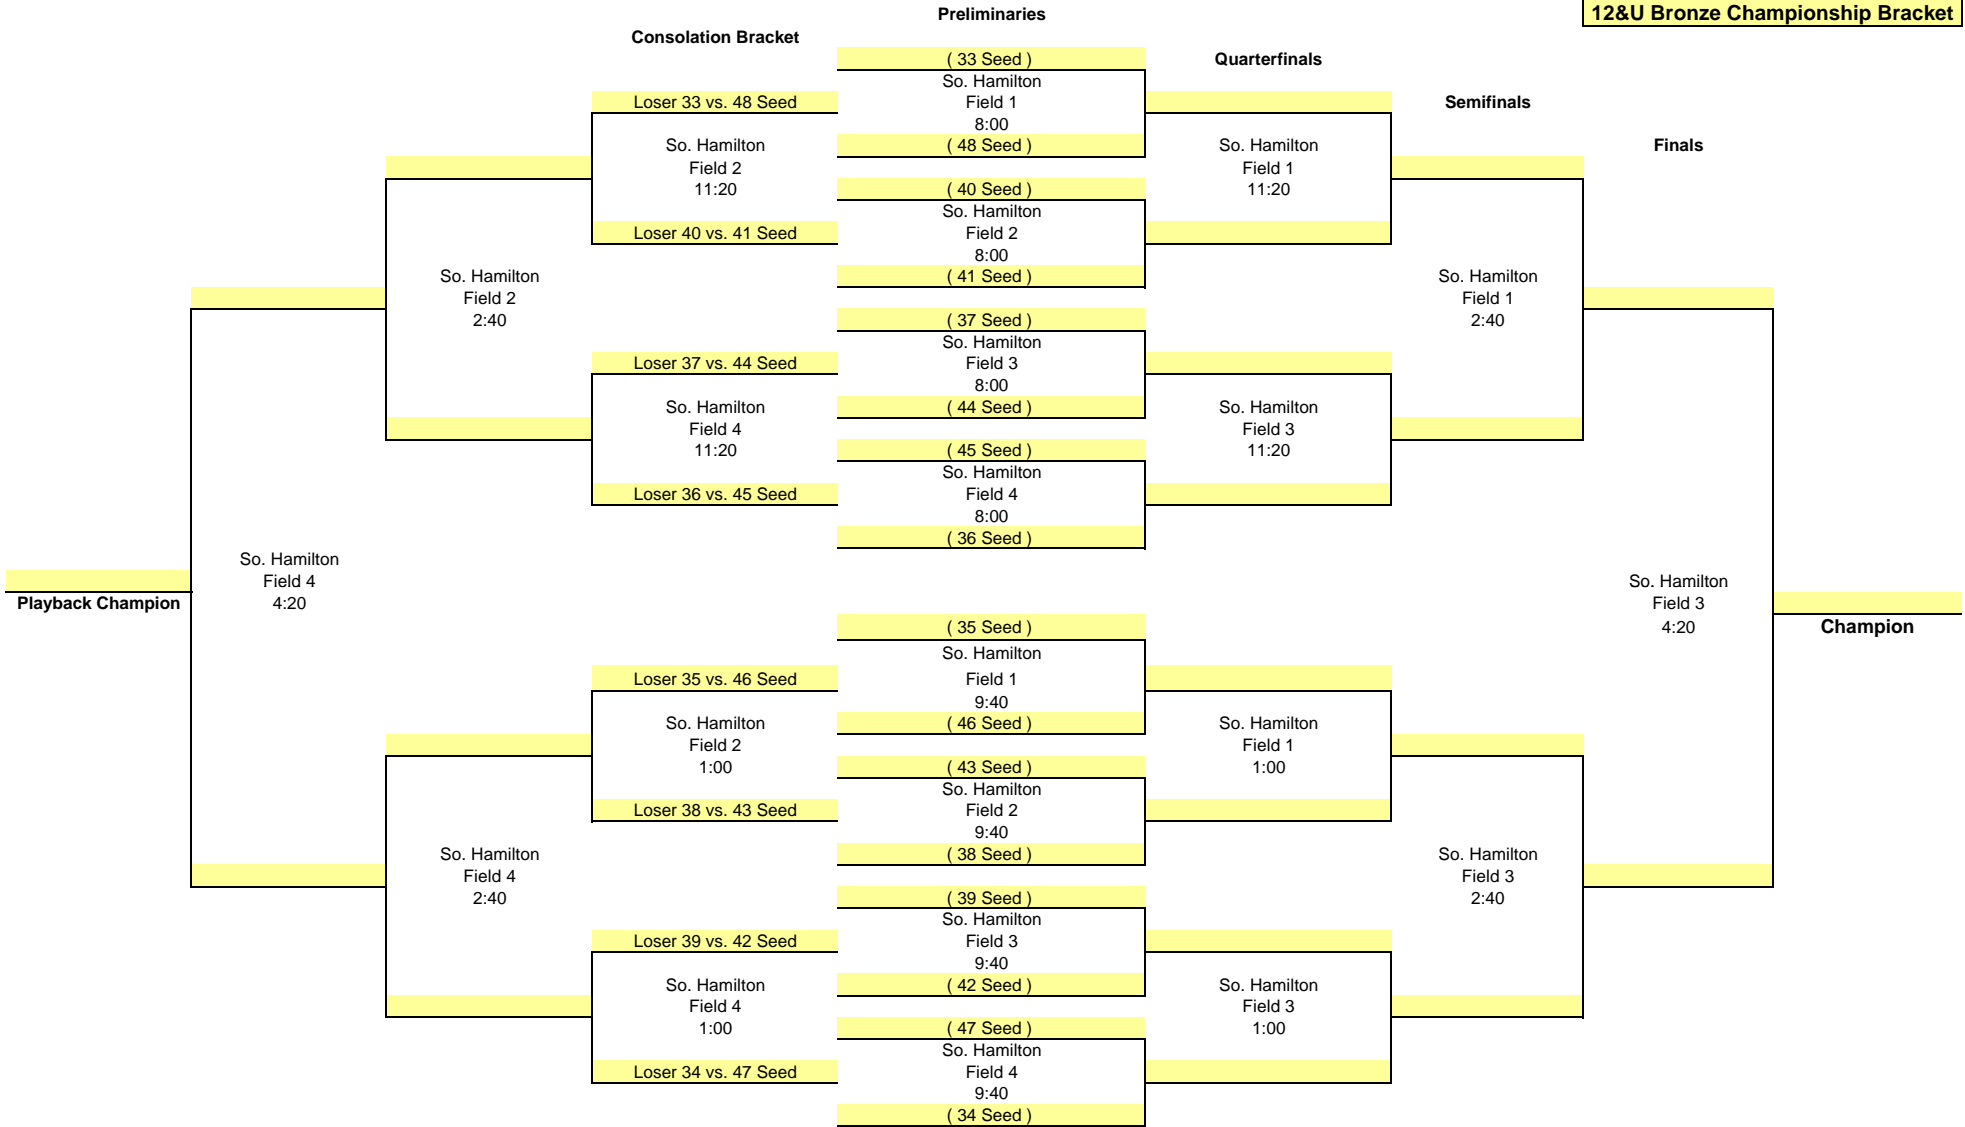 Preliminaries
12&U Bronze Championship Bracket
Consolation Bracket
( 33 Seed )
Quarterfinals
So. Hamilton
Loser 33 vs. 48 Seed
Field 1
Semifinals
8:00
So. Hamilton
( 48 Seed )
So. Hamilton
Finals
Field 2
Field 1
11:20
( 40 Seed )
11:20
So. Hamilton
Loser 40 vs. 41 Seed
Field 2
8:00
So. Hamilton
( 41 Seed )
So. Hamilton
Field 2
Field 1
2:40
( 37 Seed )
2:40
So. Hamilton
Loser 37 vs. 44 Seed
Field 3
8:00
So. Hamilton
( 44 Seed )
So. Hamilton
Field 4
Field 3
11:20
( 45 Seed )
11:20
So. Hamilton
Loser 36 vs. 45 Seed
Field 4
8:00
( 36 Seed )
So. Hamilton
Field 4
So. Hamilton
Playback Champion
4:20
Field 3
( 35 Seed )
4:20
Champion
So. Hamilton
Loser 35 vs. 46 Seed
Field 1
9:40
So. Hamilton
( 46 Seed )
So. Hamilton
Field 2
Field 1
1:00
( 43 Seed )
1:00
So. Hamilton
Loser 38 vs. 43 Seed
Field 2
9:40
So. Hamilton
( 38 Seed )
So. Hamilton
Field 4
Field 3
2:40
( 39 Seed )
2:40
So. Hamilton
Loser 39 vs. 42 Seed
Field 3
9:40
So. Hamilton
( 42 Seed )
So. Hamilton
Field 4
Field 3
1:00
( 47 Seed )
1:00
So. Hamilton
Loser 34 vs. 47 Seed
Field 4
9:40
( 34 Seed )